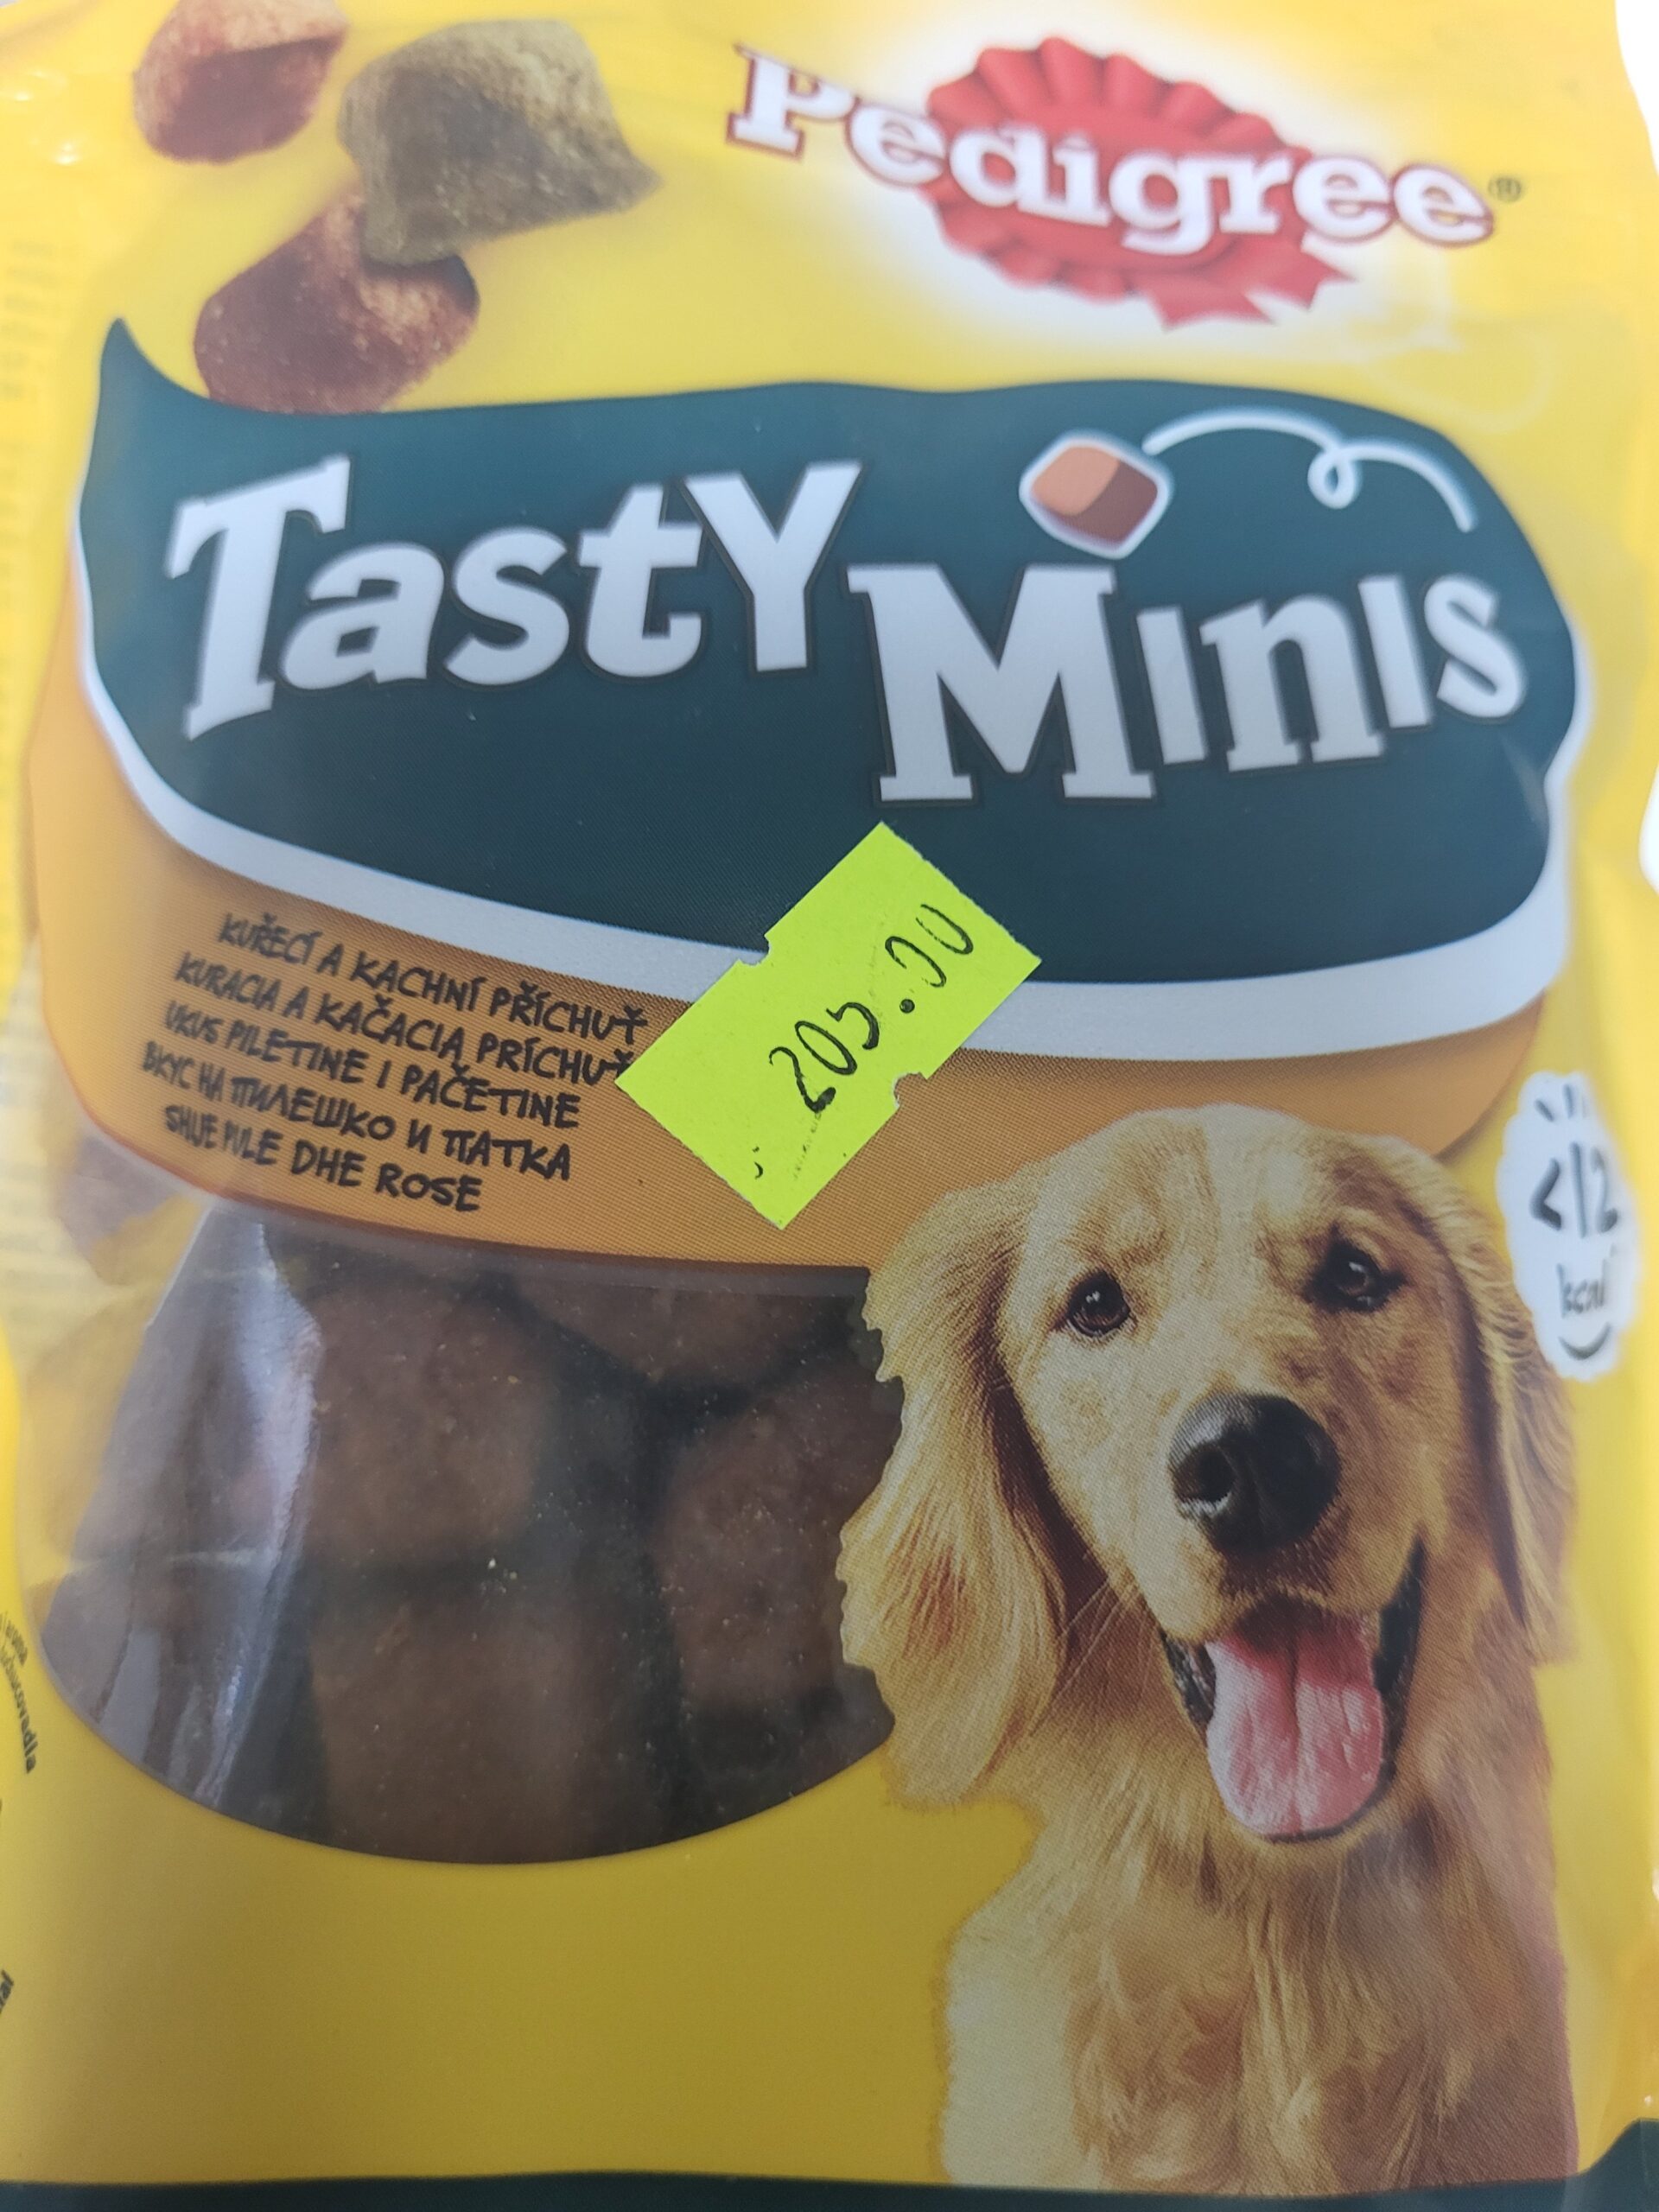 Pedigree®
Tasty
Minis
205.00
KUŘECÍ A KACHNÍ PŘÍCHUŤ
KURACIA A KAČACIA PRÍCHUŤ
UKUS PILETINE I PAČETINE
ВКУС НА ПИЛЕШКО И ПАТКА
SHIJE PULE DHE ROSE
<12
kcal